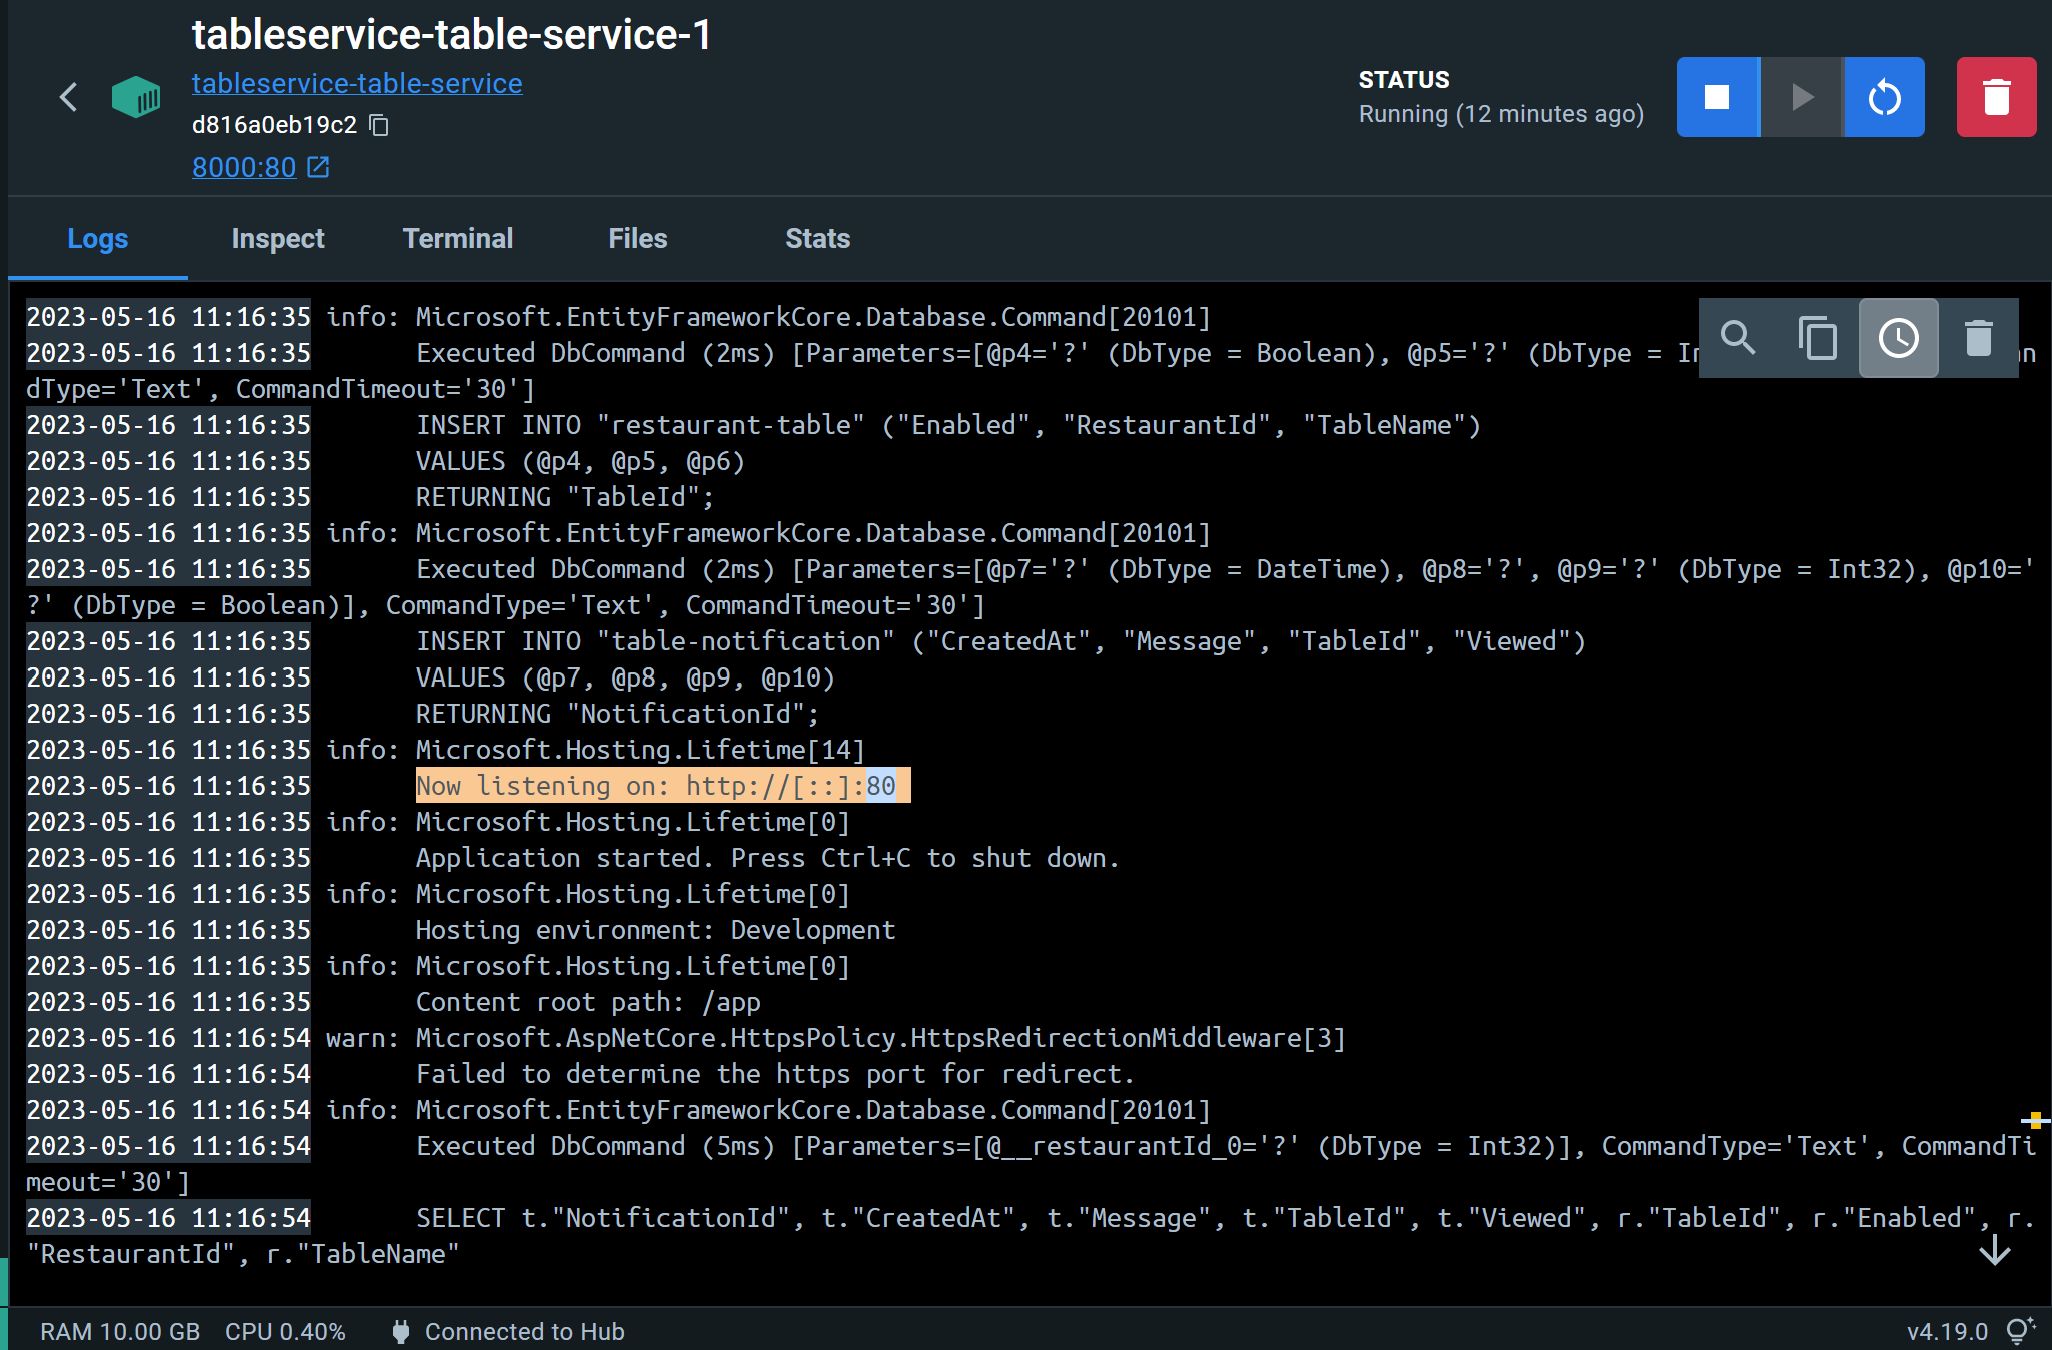 tableservice-table-service-1
tableservice-table-service
d816a0eb19c2
8000:80
STATUS
Running (12 minutes ago)
Logs Inspect Terminal Files Stats
2023-05-16 11:16:35 info: Microsoft.EntityFrameworkCore.Database.Command[20101]
2023-05-16 11:16:35 Executed DbCommand (2ms) [Parameters=[@p4='?' (DbType = Boolean), @p5='?' (DbType =
dType='Text', CommandTimeout='30']
2023-05-16 11:16:35 INSERT INTO "restaurant-table" ("Enabled", "RestaurantId", "TableName")
2023-05-16 11:16:35 VALUES (@p4, @p5, @p6)
2023-05-16 11:16:35 RETURNING "TableId";
2023-05-16 11:16:35 info: Microsoft.EntityFrameworkCore.Database.Command[20101]
2023-05-16 11:16:35 Executed DbCommand (2ms) [Parameters=[@p7='?' (DbType = DateTime), @p8='?', @p9='?' (DbType = Int32), @p10='
?' (DbType = Boolean)], CommandType='Text', CommandTimeout='30']
2023-05-16 11:16:35 INSERT INTO "table-notification" ("CreatedAt", "Message", "TableId", "Viewed")
2023-05-16 11:16:35 VALUES (@p7, @p8, @p9, @p10)
2023-05-16 11:16:35 RETURNING "NotificationId";
2023-05-16 11:16:35 info: Microsoft.Hosting.Lifetime[14]
2023-05-16 11:16:35 Now listening on: http://[::]:80
2023-05-16 11:16:35 info: Microsoft.Hosting.Lifetime[0]
2023-05-16 11:16:35 Application started. Press Ctrl+C to shut down.
2023-05-16 11:16:35 info: Microsoft.Hosting.Lifetime[0]
2023-05-16 11:16:35 Hosting environment: Development
2023-05-16 11:16:35 info: Microsoft.Hosting.Lifetime[0]
2023-05-16 11:16:35 Content root path: /app
2023-05-16 11:16:54 warn: Microsoft.AspNetCore.HttpsPolicy.HttpsRedirectionMiddleware[3]
2023-05-16 11:16:54 Failed to determine the https port for redirect.
2023-05-16 11:16:54 info: Microsoft.EntityFrameworkCore.Database.Command[20101]
2023-05-16 11:16:54 Executed DbCommand (5ms) [Parameters=[@__restaurantId_0='?' (DbType = Int32)], CommandType='Text', CommandTi
meout='30']
2023-05-16 11:16:54 SELECT t."NotificationId", t."CreatedAt", t."Message", t."TableId", t."Viewed", r."TableId", r."Enabled", r.
"RestaurantId", r."TableName"
RAM 10.00 GB CPU 0.40% Connected to Hub v4.19.0